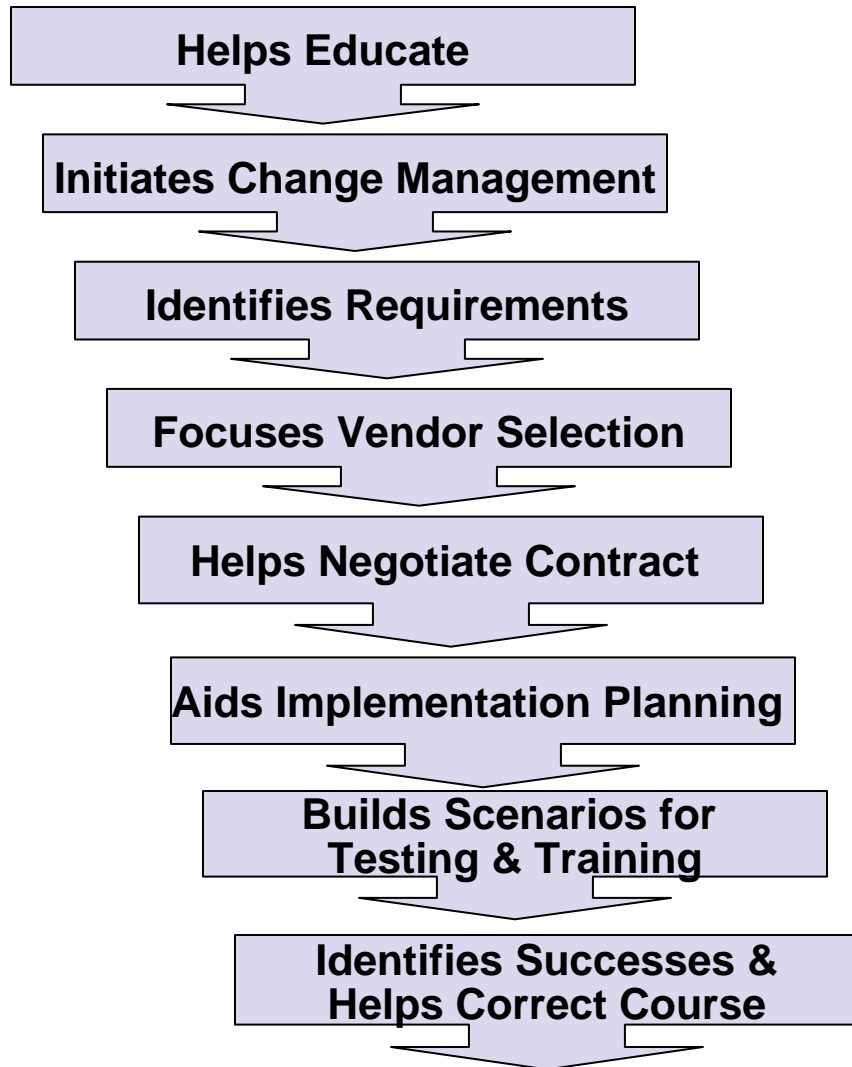 Helps Educate
Initiates Change Management
Identifies Requirements
Focuses Vendor Selection
Helps Negotiate Contract
Aids Implementation Planning
Builds Scenarios for
Testing & Training
Identifies Successes &
Helps Correct Course